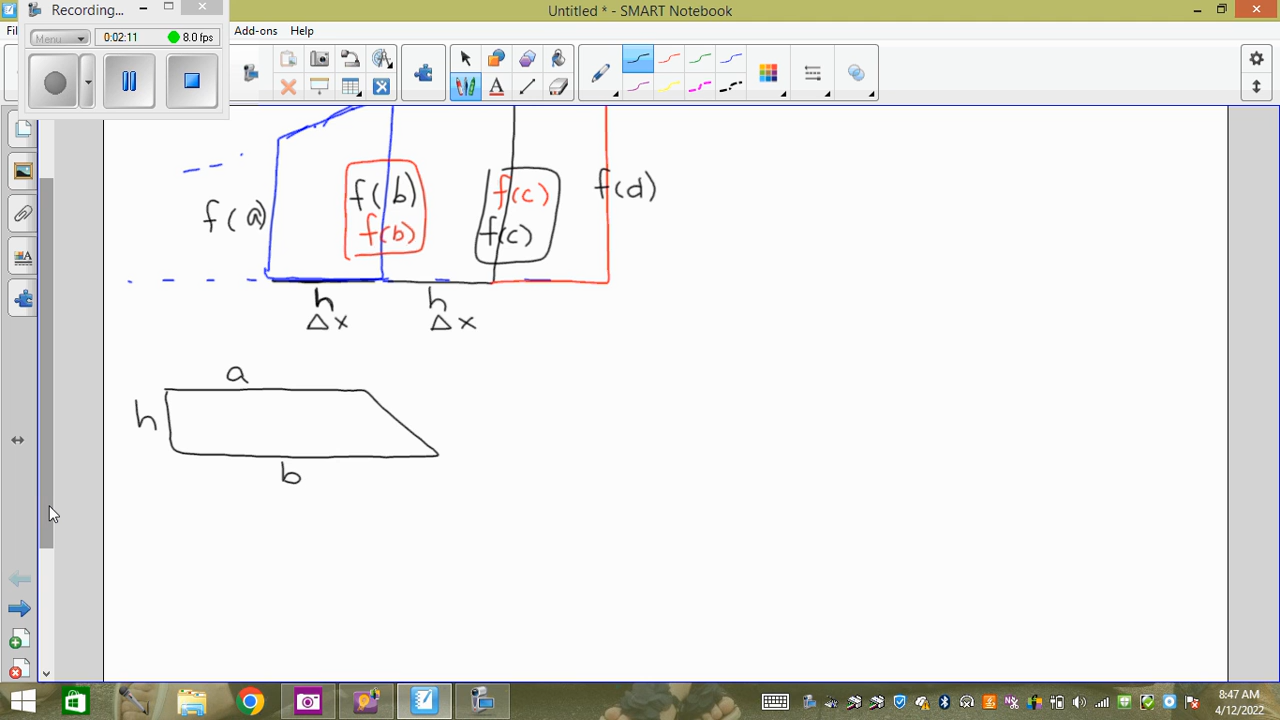 Recording...
Untitled * - SMART Notebook
Menu
0:02:11
8.0 fps
Add-ons Help
f(a)
f(b)
f(b)
f(c)
f(c)
f(d)
h
Δx
h
Δx
a
h
b
8:47 AM
4/12/2022